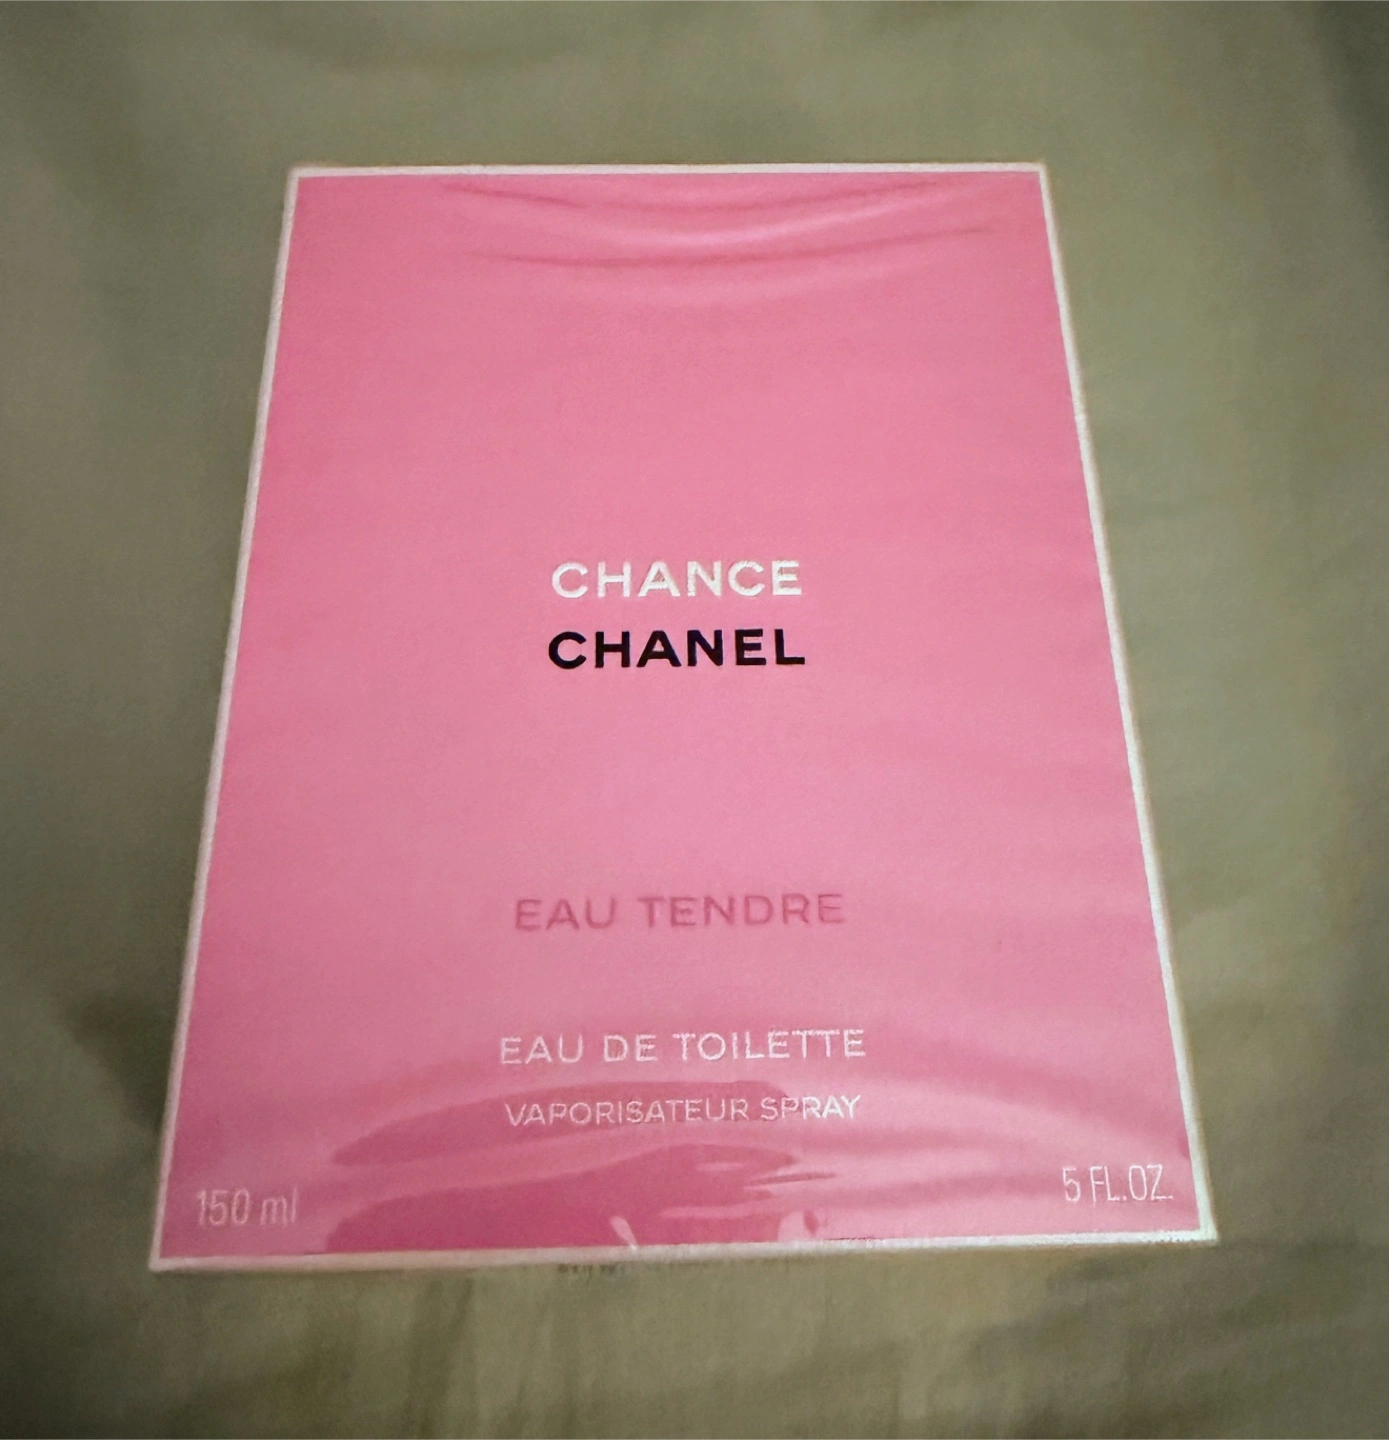 CHANCE
CHANEL
EAU TENDRE
EAU DE TOILETTE
VAPORISATEUR SPRAY
150 ml
5 FL.OZ.